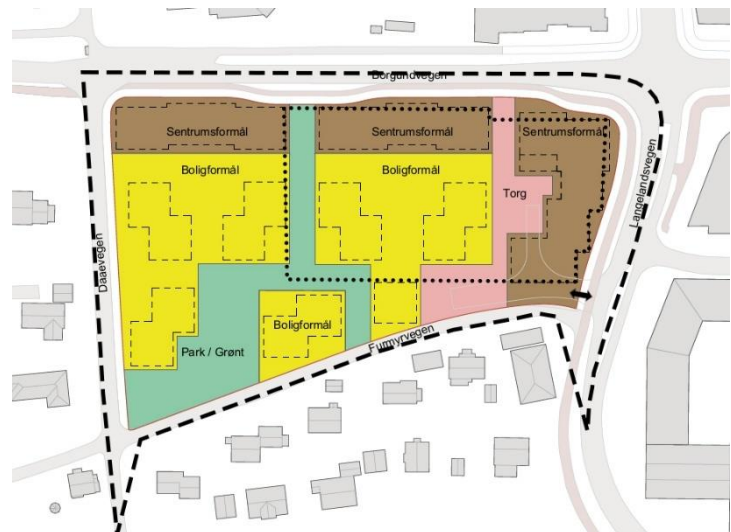 Borgundvegen
Sentrumsformål
Sentrumsformål
Sentrumsformål
Boligformål
Boligformål
Torg
Langelandsvegen
Daaevegen
Boligformål
Park / Grønt
Furmyrvegen